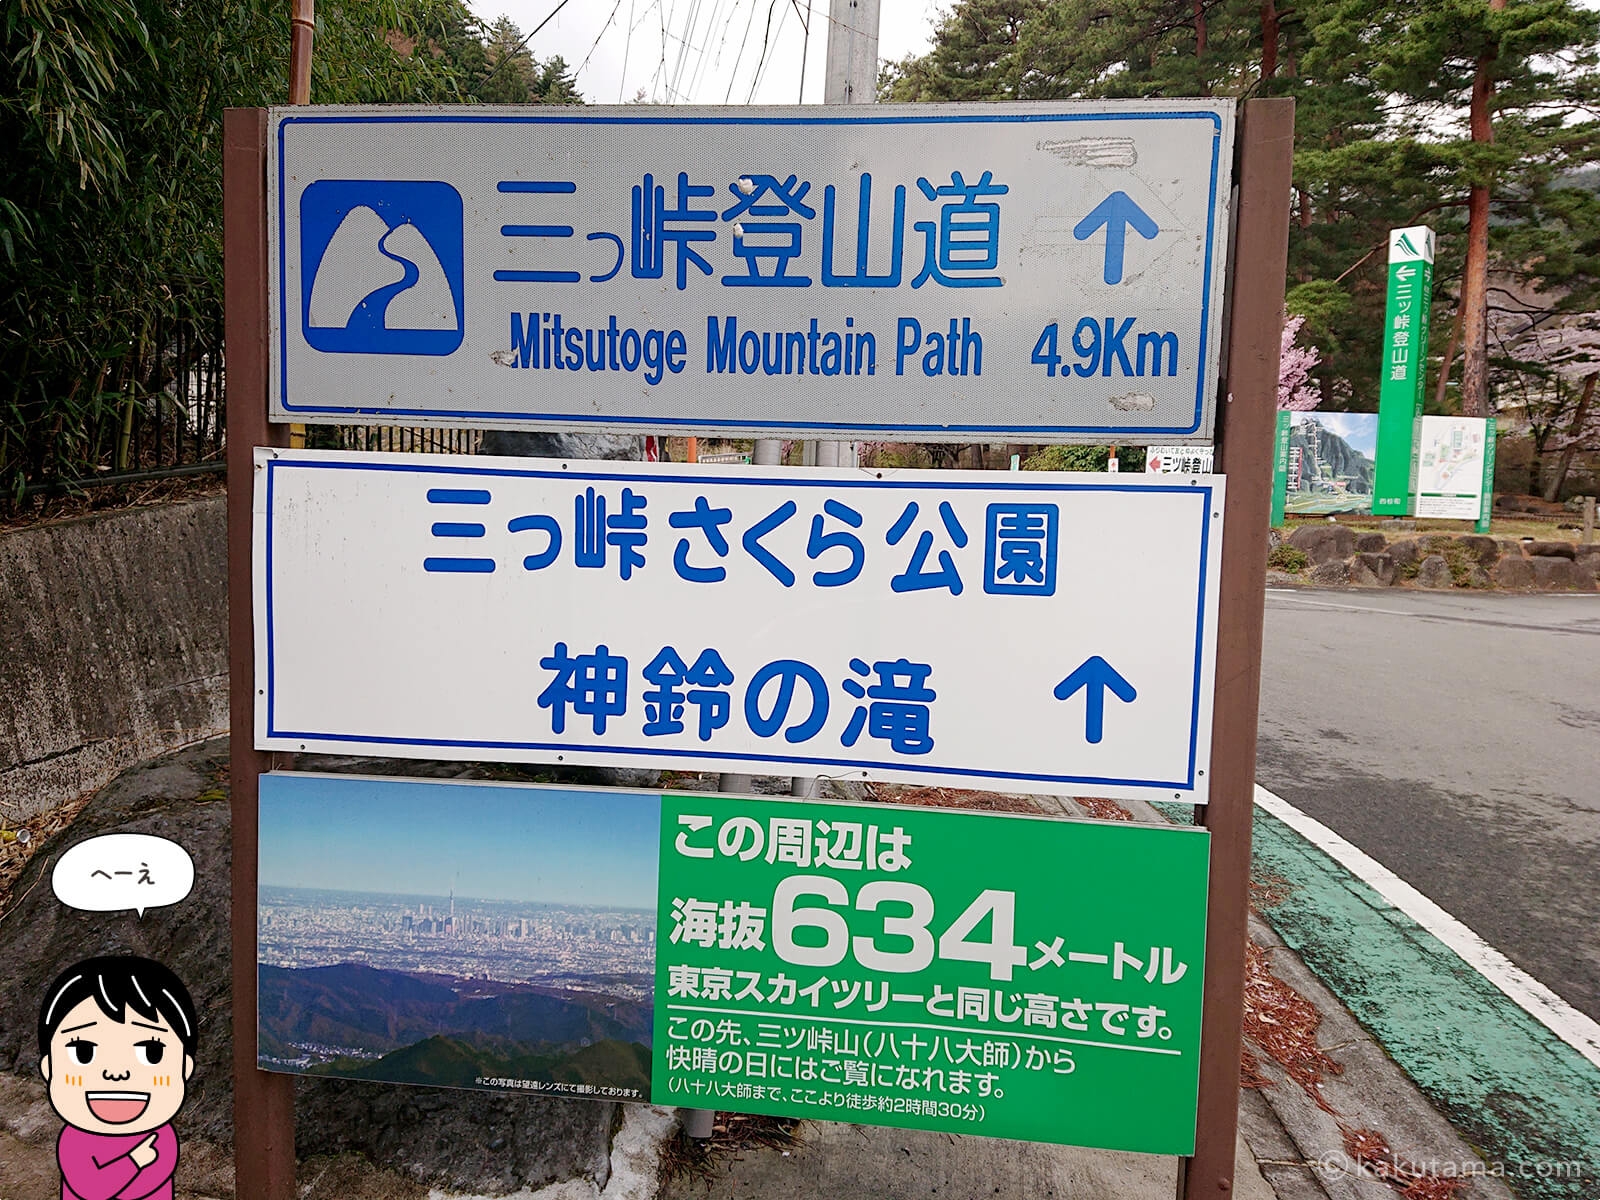 三っ峠登山道
Mitsutoge Mountain Path 4.9Km
三ツ峠登山
三っ峠さくら公園
神鈴の滝
この周辺は
海抜634メートル
東京スカイツリーと同じ高さです。
この先、三ツ峠山(八十八大師)から
快晴の日にはご覧になれます。
(八十八大師まで、ここより徒歩約2時間30分)
※この写真は望遠レンズにて撮影しております。
三ツ峠登山道
へーえ
©kakutama.com